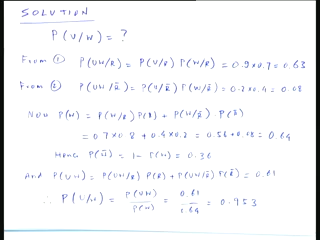 SOLUTION
P(U/W) = ?
From ① P(UW/R) = P(U/R) P(W/R) = 0.9×0.7 = 0.63
From ② P(UW/R̄) = P(U/R̄) P(W/R̄) = 0.2×0.4 = 0.08
Now P(W) = P(W/R) P(R) + P(W/R̄) P(R̄)
= 0.7×0.8 + 0.4×0.2 = 0.56+0.08 = 0.64
Hence P(W̄) = 1- P(W) = 0.36
And P(UW) = P(UW/R) P(R) + P(UW/R̄) P(R̄) = 0.61
∴ P(U/W) = P(UW)/P(W) = 0.61/0.64 = 0.953